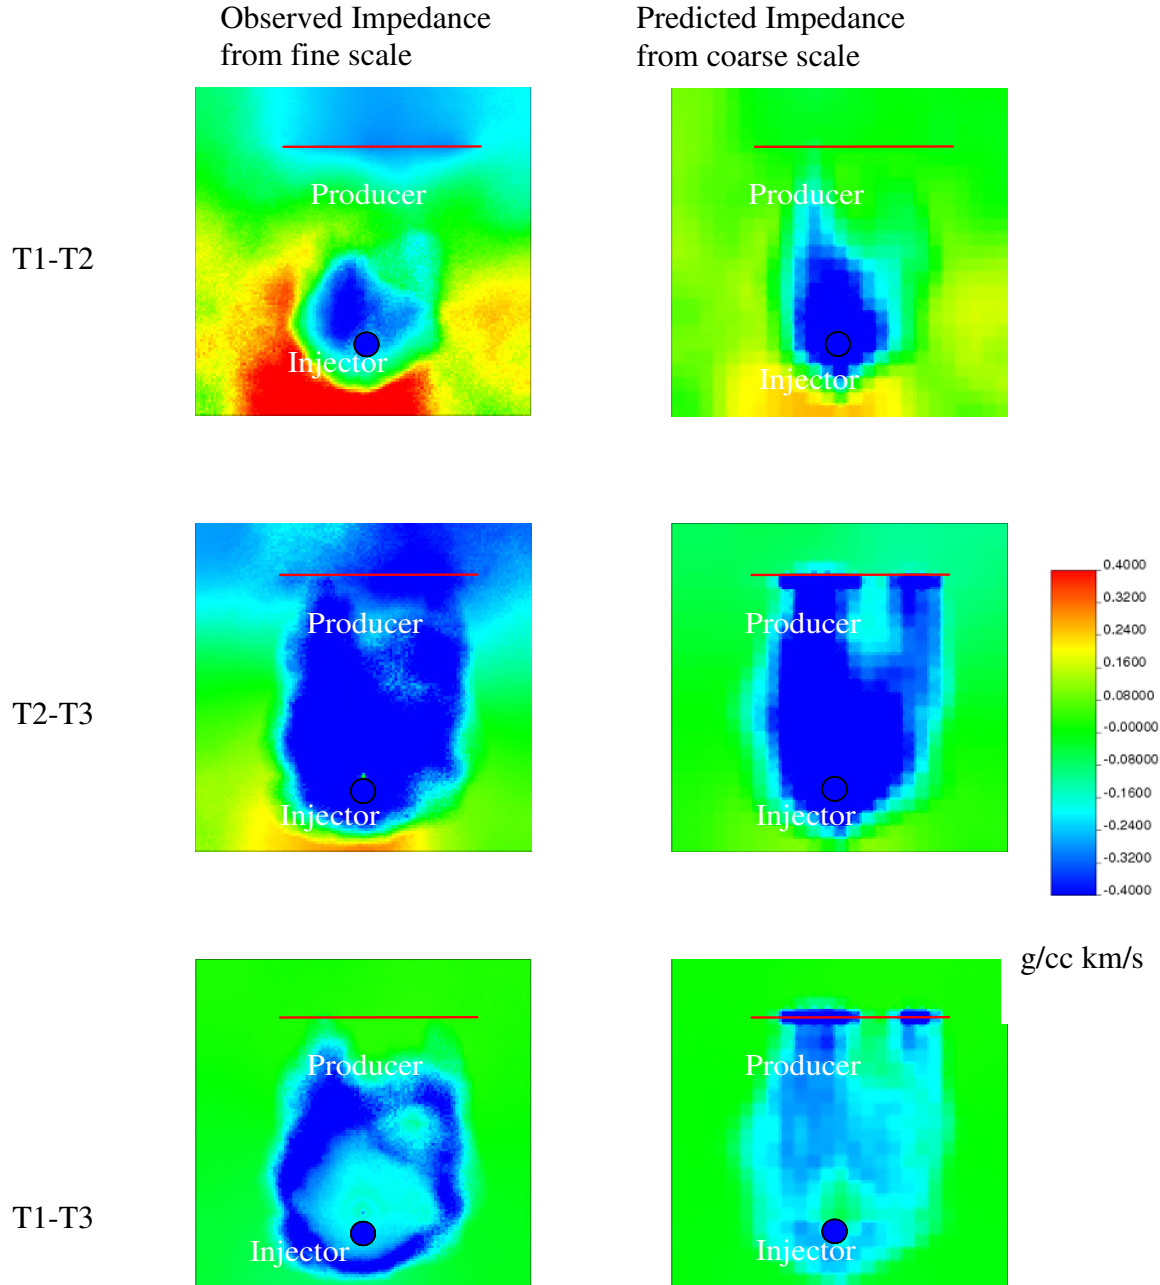 Observed Impedance
from fine scale
Predicted Impedance
from coarse scale
T1-T2
Producer
Injector
Producer
Injector
T2-T3
Producer
Injector
Producer
Injector
0.4000
0.3200
0.2400
0.1600
0.08000
-0.00000
-0.08000
-0.1600
-0.2400
-0.3200
-0.4000
g/cc km/s
T1-T3
Producer
Injector
Producer
Injector